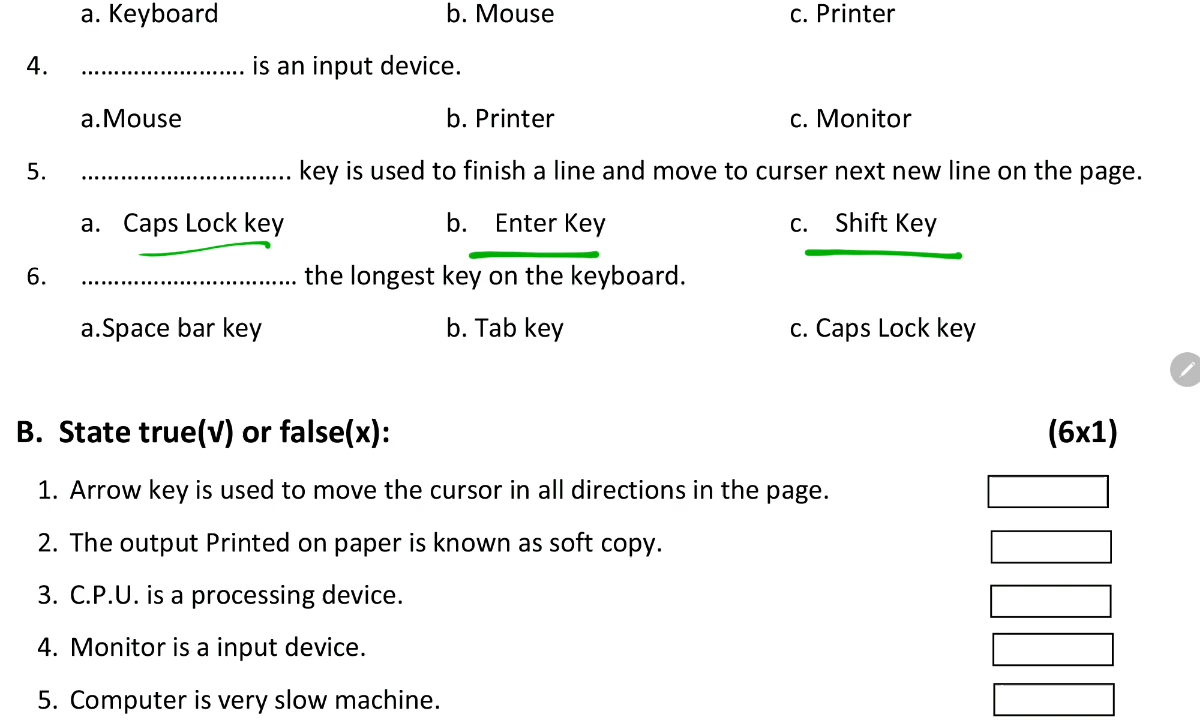 a. Keyboard b. Mouse c. Printer
4. ......................... is an input device.
a.Mouse b. Printer c. Monitor
5. ................................ key is used to finish a line and move to curser next new line on the page.
a. Caps Lock key b. Enter Key c. Shift Key
6. ................................. the longest key on the keyboard.
a.Space bar key b. Tab key c. Caps Lock key
B. State true(√) or false(x): (6x1)
1. Arrow key is used to move the cursor in all directions in the page.
2. The output Printed on paper is known as soft copy.
3. C.P.U. is a processing device.
4. Monitor is a input device.
5. Computer is very slow machine.